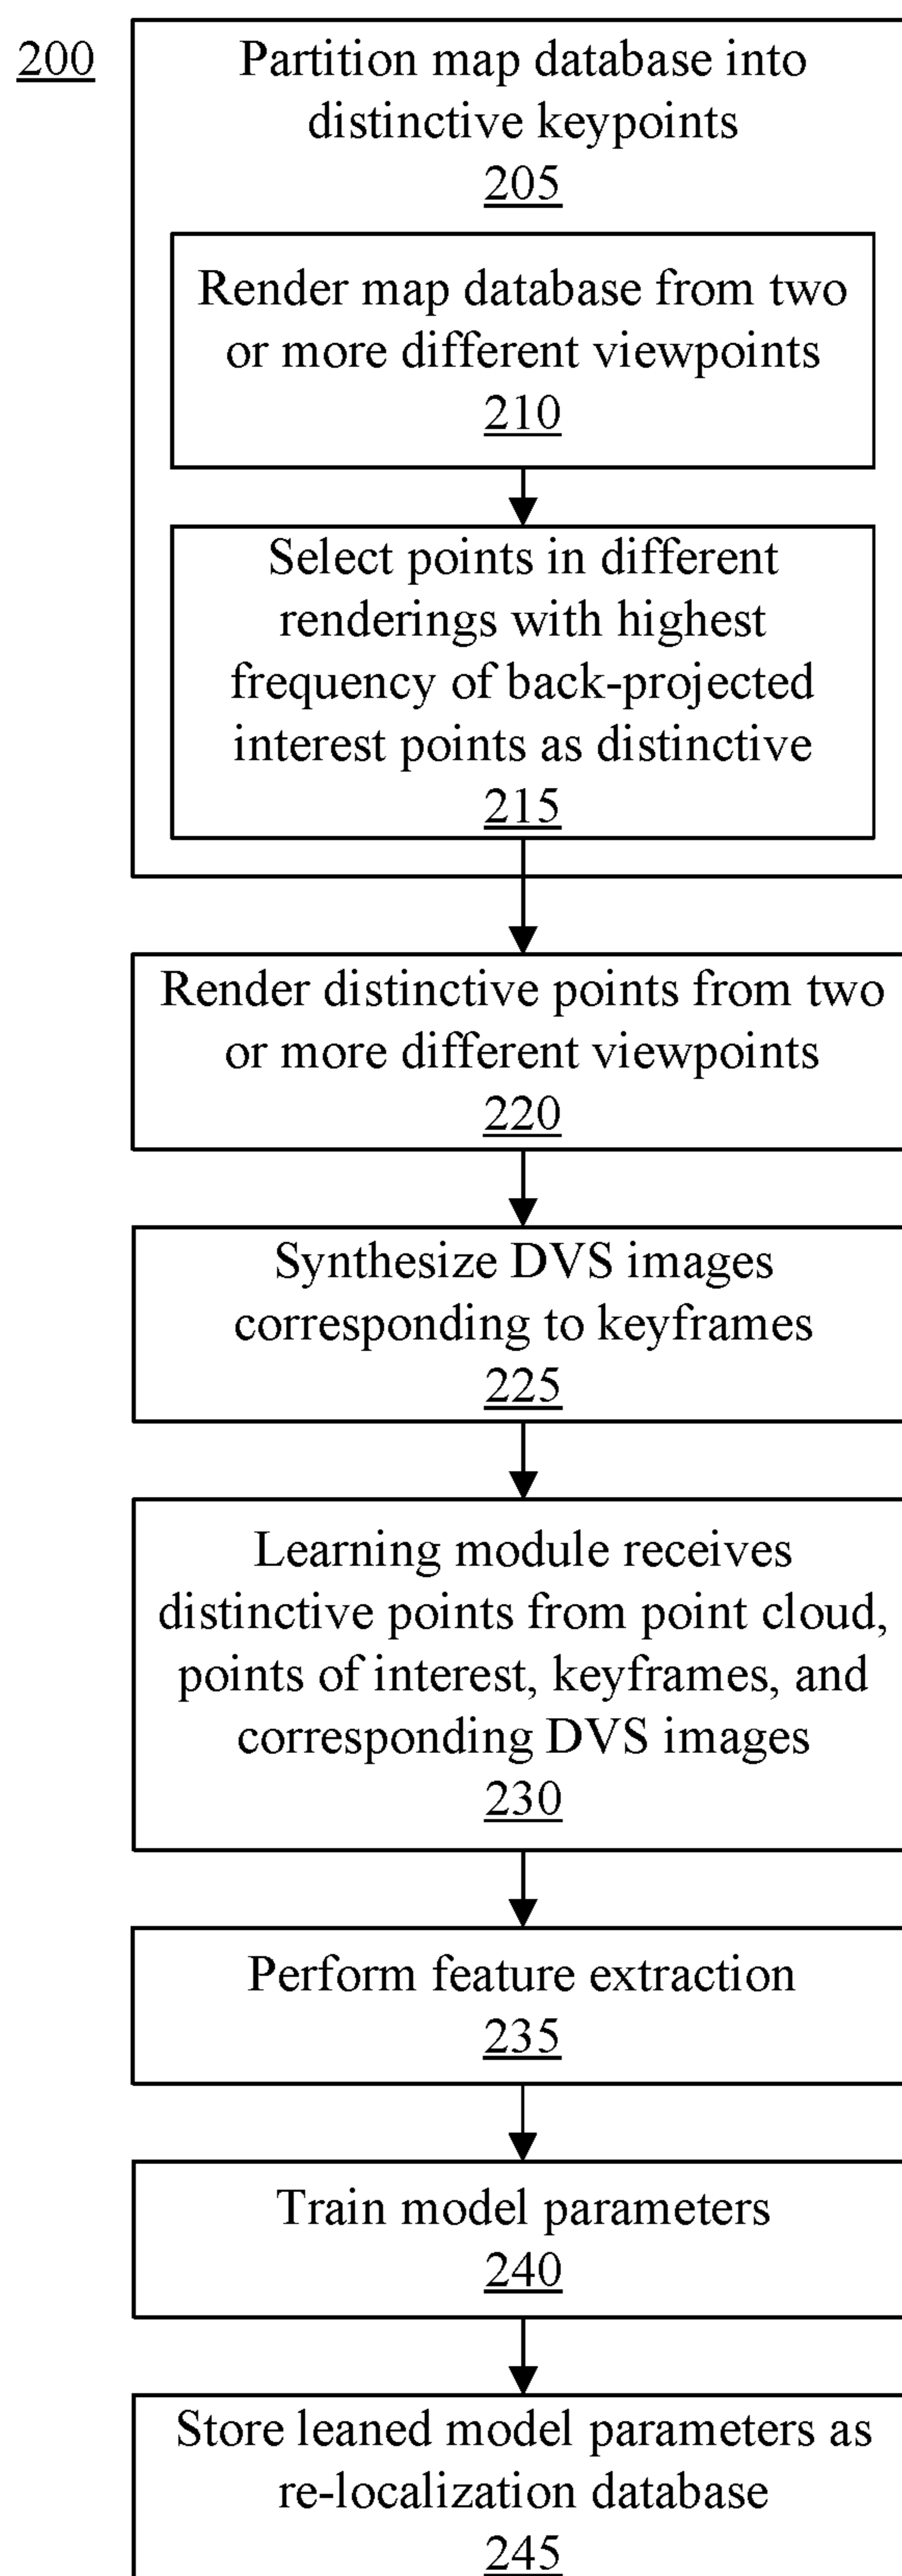 200
Partition map database into
distinctive keypoints
205
Render map database from two
or more different viewpoints
210
Select points in different
renderings with highest
frequency of back-projected
interest points as distinctive
215
Render distinctive points from two
or more different viewpoints
220
Synthesize DVS images
corresponding to keyframes
225
Learning module receives
distinctive points from point cloud,
points of interest, keyframes, and
corresponding DVS images
230
Perform feature extraction
235
Train model parameters
240
Store leaned model parameters as
re-localization database
245